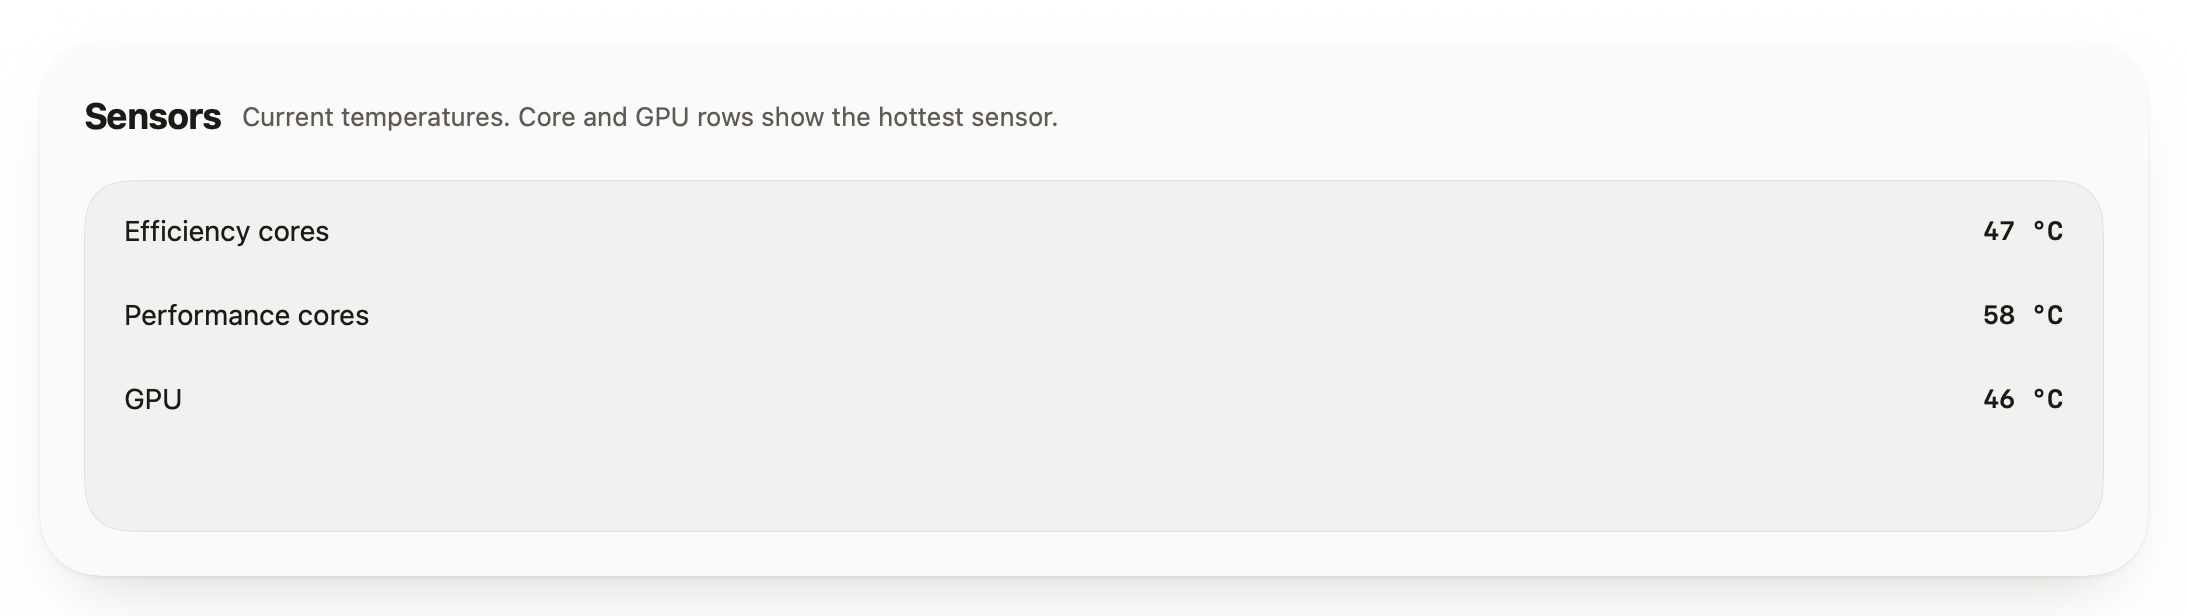 Sensors Current temperatures. Core and GPU rows show the hottest sensor.
Efficiency cores 47 °C
Performance cores 58 °C
GPU 46 °C